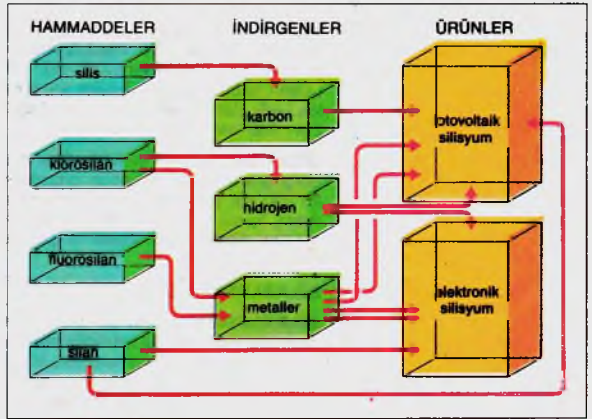 HAMMADDELER
İNDİRGENLER
ÜRÜNLER
silis
karbon
fotovoltaik
silisyum
klorosilan
hidrojen
fluorosilan
metaller
elektronik
silisyum
silan